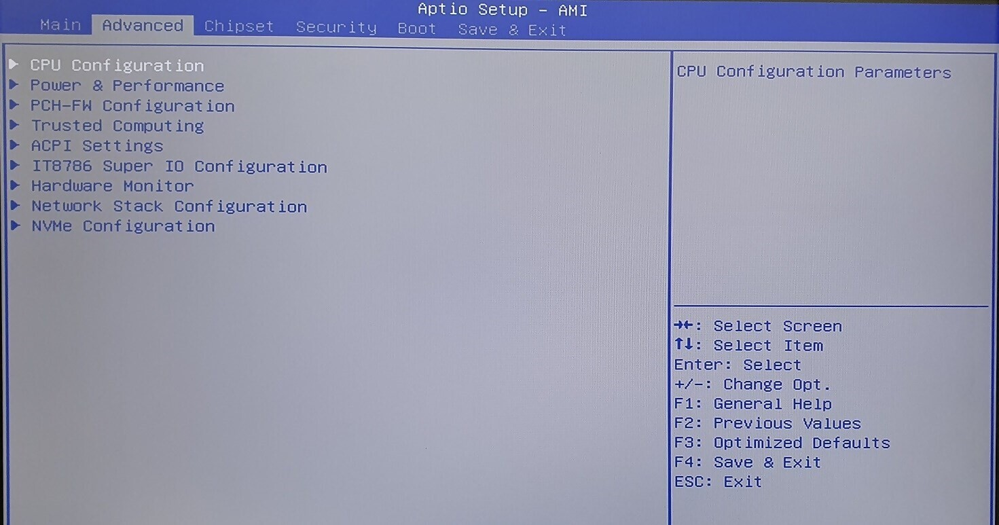 Aptio Setup - AMI
Main Advanced Chipset Security Boot Save & Exit
CPU Configuration
Power & Performance
PCH-FW Configuration
Trusted Computing
ACPI Settings
IT8786 Super IO Configuration
Hardware Monitor
Network Stack Configuration
NVMe Configuration
CPU Configuration Parameters
→←: Select Screen
↑↓: Select Item
Enter: Select
+/-: Change Opt.
F1: General Help
F2: Previous Values
F3: Optimized Defaults
F4: Save & Exit
ESC: Exit